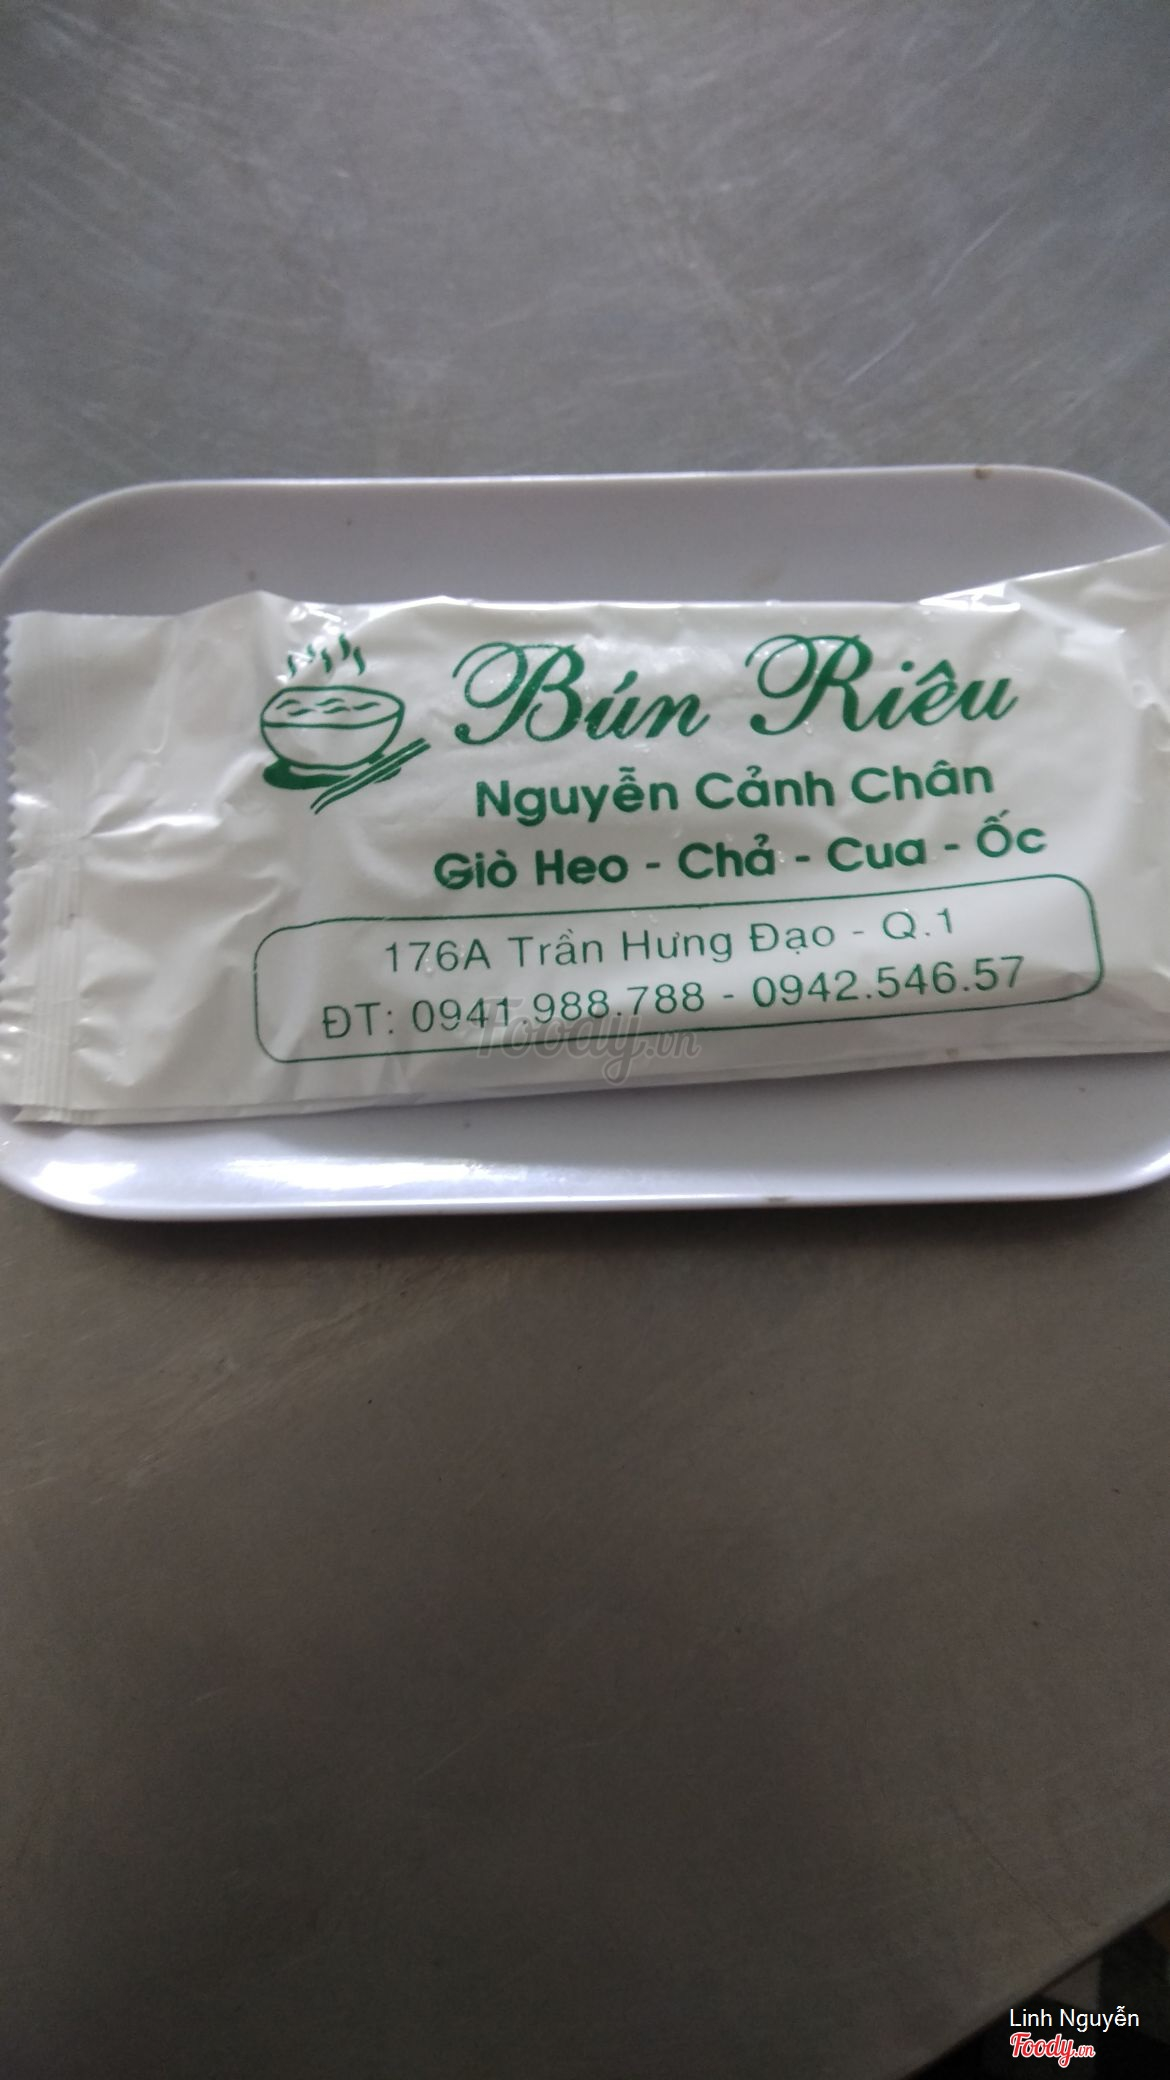 Bún Riêu
Nguyễn Cảnh Chân
Giò Heo - Chả - Cua - Ốc
176A Trần Hưng Đạo - Q.1
ĐT: 0941.988.788 - 0942.546.57
Foody.vn
Linh Nguyễn
Foody.vn